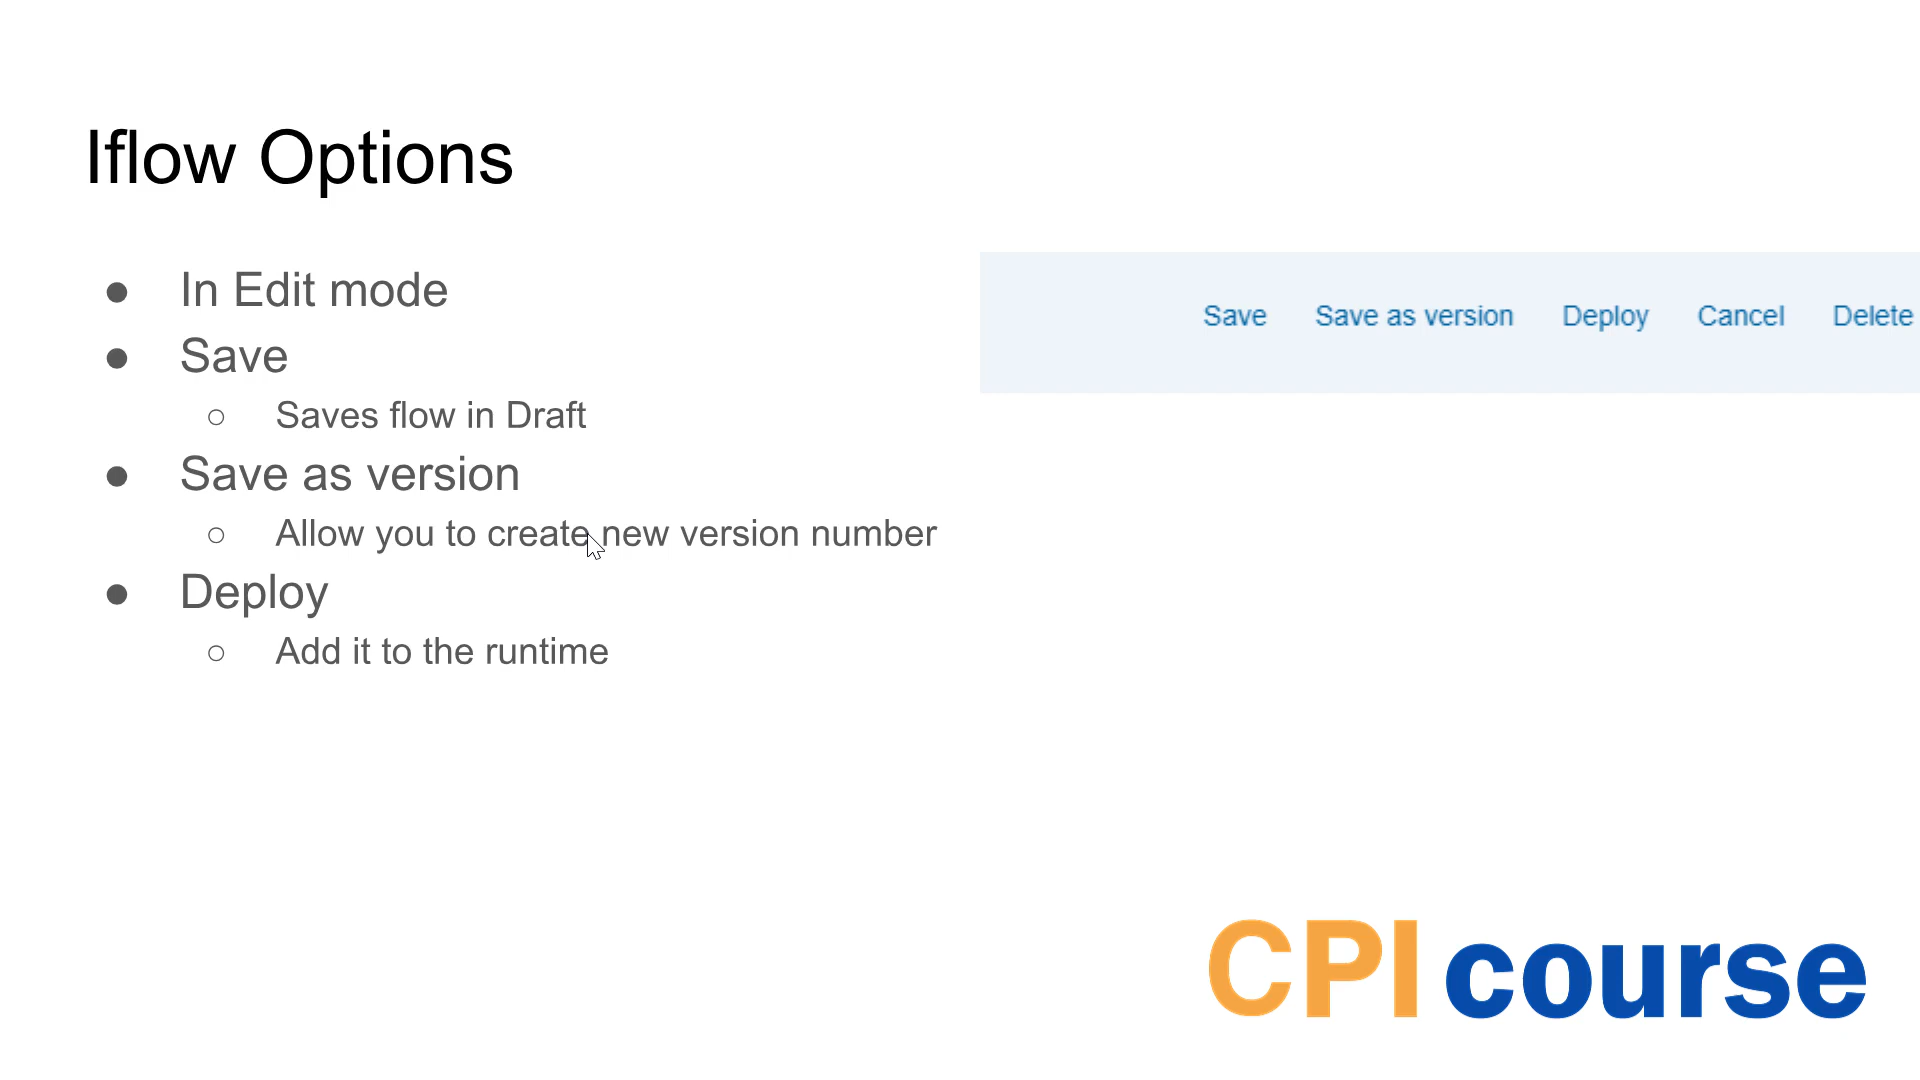 Iflow Options
In Edit mode
Save
Saves flow in Draft
Save as version
Allow you to create new version number
Deploy
Add it to the runtime
Save Save as version Deploy Cancel Delete
CPI course